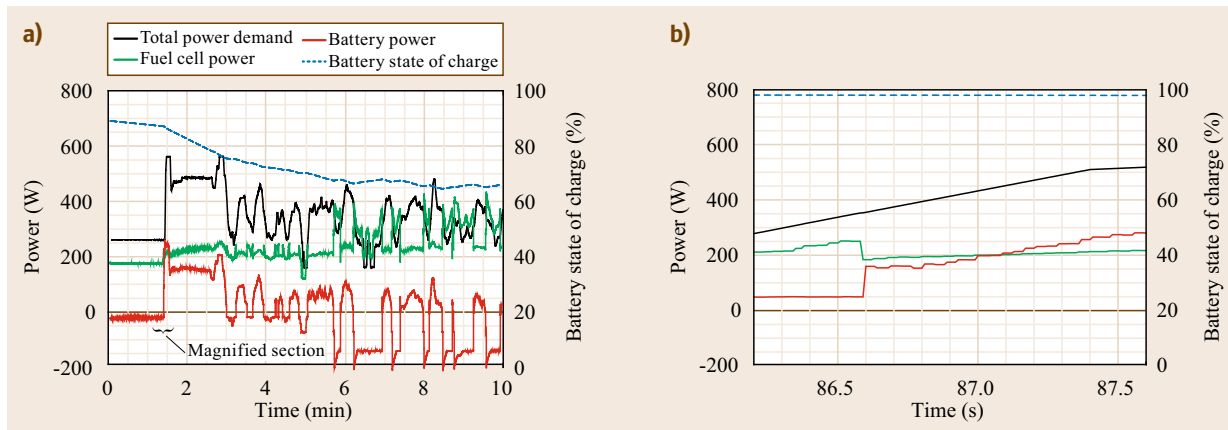 a)
Total power demand
Battery power
Fuel cell power
Battery state of charge
Power (W)
800
600
400
200
0
-200
100
80
60
40
20
0
Battery state of charge (%)
Magnified section
0 2 4 6 8 10
Time (min)
b)
Power (W)
800
600
400
200
0
-200
100
80
60
40
20
0
Battery state of charge (%)
86.5 87.0 87.5
Time (s)